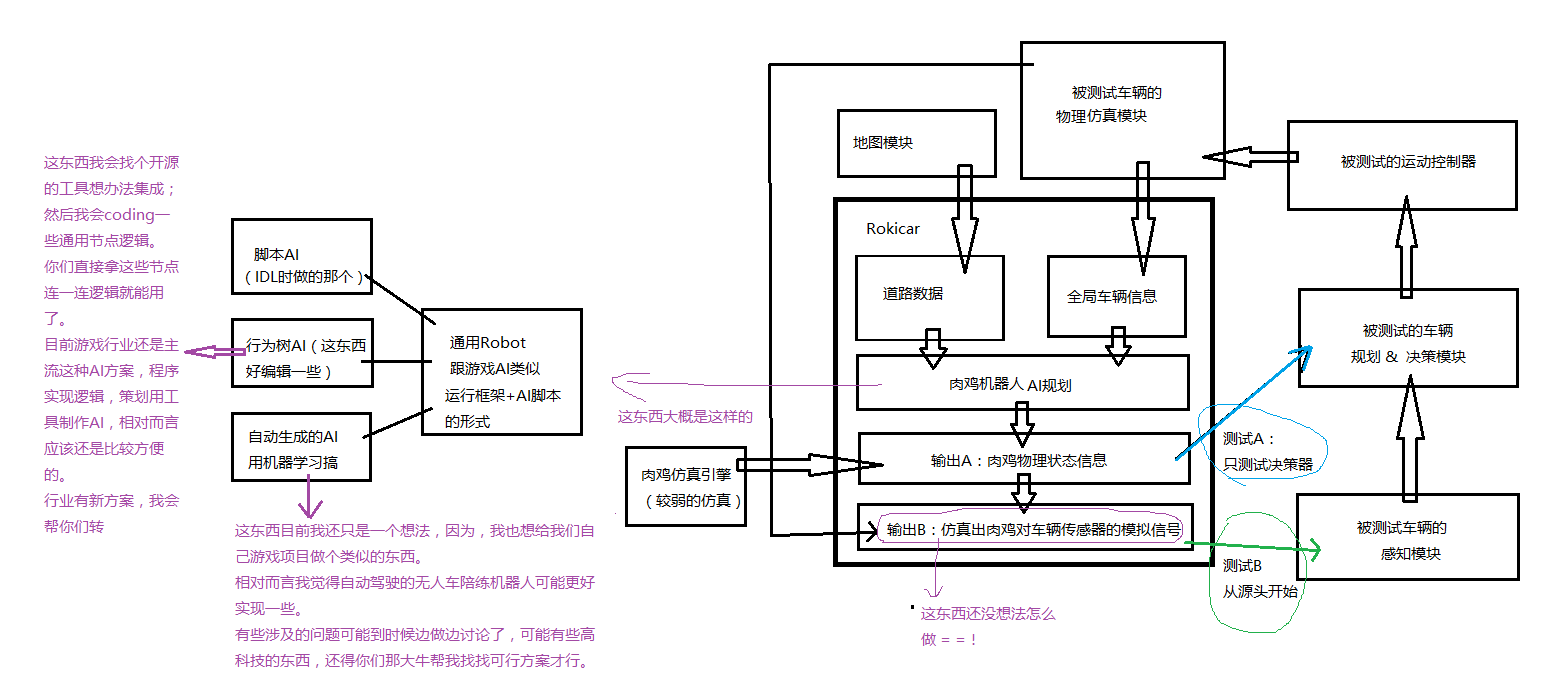 这东西我会找个开源
的工具想办法集成；
然后我会coding一
些通用节点逻辑。
你们直接拿这些节点
连一连逻辑就能用
了。
目前游戏行业还是主
流这种AI方案，程序
实现逻辑，策划用工
具制作AI，相对而言
应该还是比较方便
的。
行业有新方案，我会
帮你们转
脚本AI
（IDL时做的那个）
行为树AI（这东西
好编辑一些）
自动生成的AI
用机器学习搞
通用Robot
跟游戏AI类似
运行框架+AI脚本
的形式
这东西目前我还只是一个想法，因为，我也想给我们自
己游戏项目做个类似的东西。
相对而言我觉得自动驾驶的无人车陪练机器人可能更好
实现一些。
有些涉及的问题可能到时候边做边讨论了，可能有些高
科技的东西，还得你们那大牛帮我找找可行方案才行。
这东西大概是这样的
肉鸡仿真引擎
（较弱的仿真）
地图模块
被测试车辆的
物理仿真模块
Rokicar
道路数据
全局车辆信息
肉鸡机器人 AI规划
输出A：肉鸡物理状态信息
输出B：仿真出肉鸡对车辆传感器的模拟信号
这东西还没想法怎么
做 = = !
被测试的运动控制器
被测试的车辆
规划 & 决策模块
测试A：
只测试决策器
被测试车辆的
感知模块
测试B
从源头开始